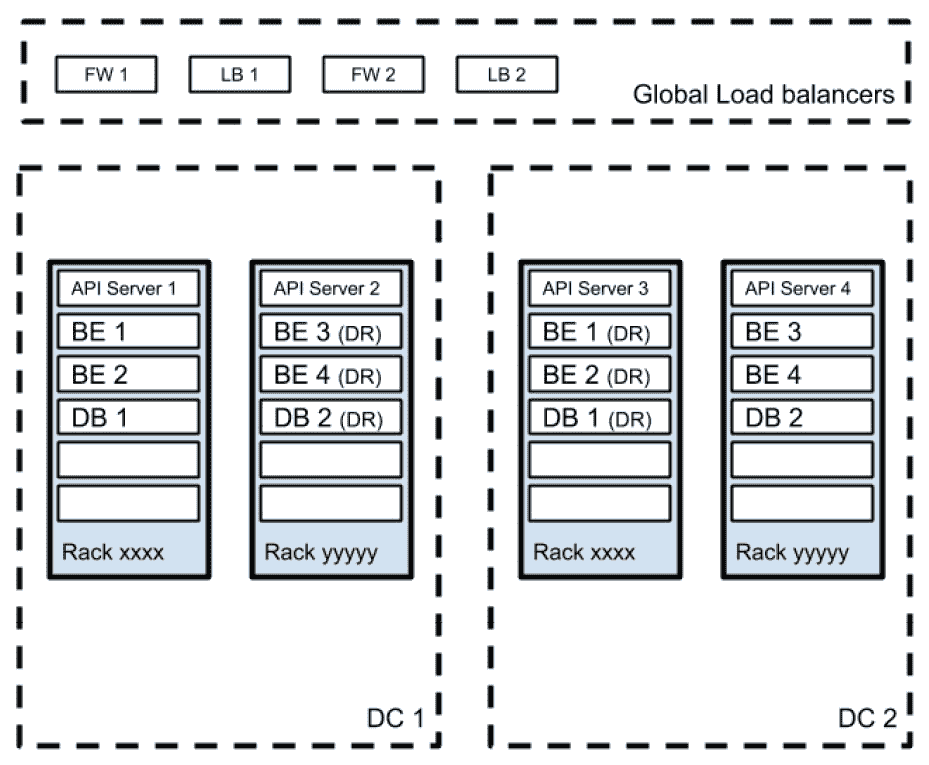 FW 1
LB 1
FW 2
LB 2
Global Load balancers
API Server 1
BE 1
BE 2
DB 1
Rack xxxx
API Server 2
BE 3 (DR)
BE 4 (DR)
DB 2 (DR)
Rack yyyyy
DC 1
API Server 3
BE 1 (DR)
BE 2 (DR)
DB 1 (DR)
Rack xxxx
API Server 4
BE 3
BE 4
DB 2
Rack yyyyy
DC 2